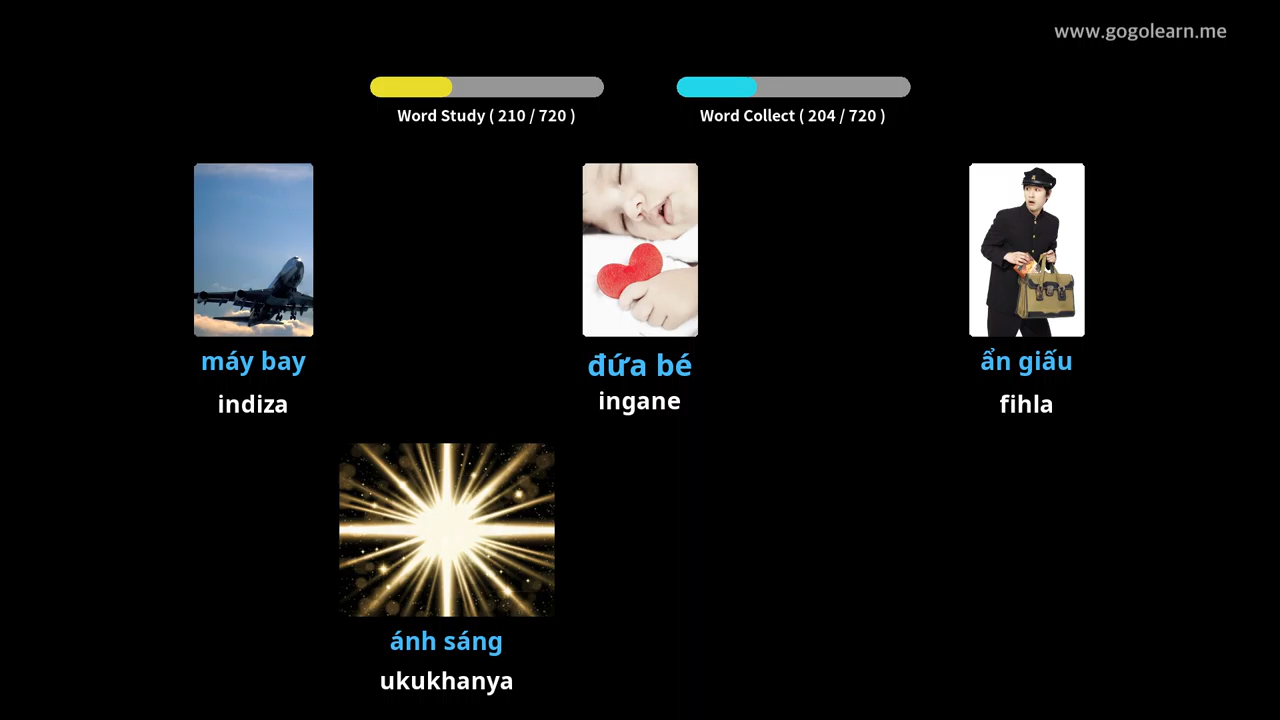 www.gogolearn.me
Word Study ( 210 / 720 )
Word Collect ( 204 / 720 )
máy bay
indiza
đứa bé
ingane
ẩn giấu
fihla
ánh sáng
ukukhanya